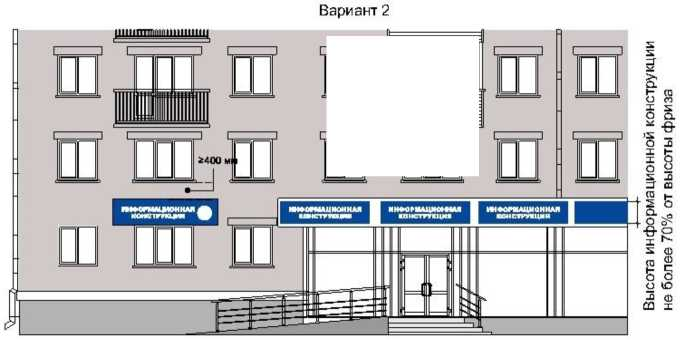 Вариант 2
≥400 мм
ИНФОРМАЦИОННАЯ
КОНСТРУКЦИЯ
ИНФОРМАЦИОННАЯ
КОНСТРУКЦИЯ
ИНФОРМАЦИОННАЯ
КОНСТРУКЦИЯ
ИНФОРМАЦИОННАЯ
КОНСТРУКЦИЯ
Высота информационной конструкции
не более 70% от высоты фриза